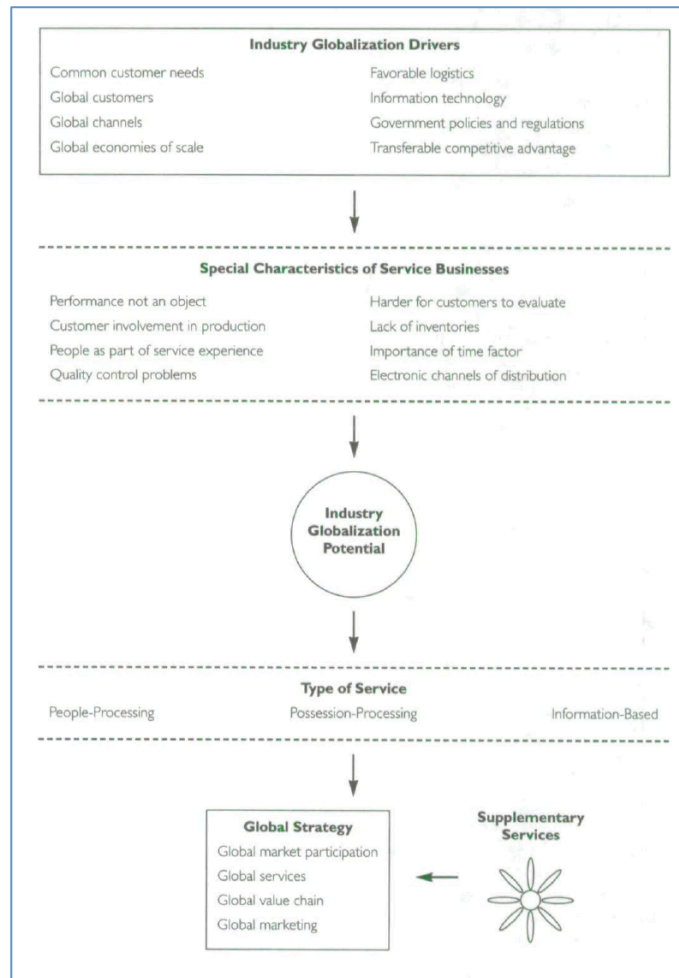 Industry Globalization Drivers
Common customer needs
Global customers
Global channels
Global economies of scale
Favorable logistics
Information technology
Government policies and regulations
Transferable competitive advantage
Special Characteristics of Service Businesses
Performance not an object
Customer involvement in production
People as part of service experience
Quality control problems
Harder for customers to evaluate
Lack of inventories
Importance of time factor
Electronic channels of distribution
Industry
Globalization
Potential
Type of Service
People-Processing
Possession-Processing
Information-Based
Global Strategy
Global market participation
Global services
Global value chain
Global marketing
Supplementary
Services